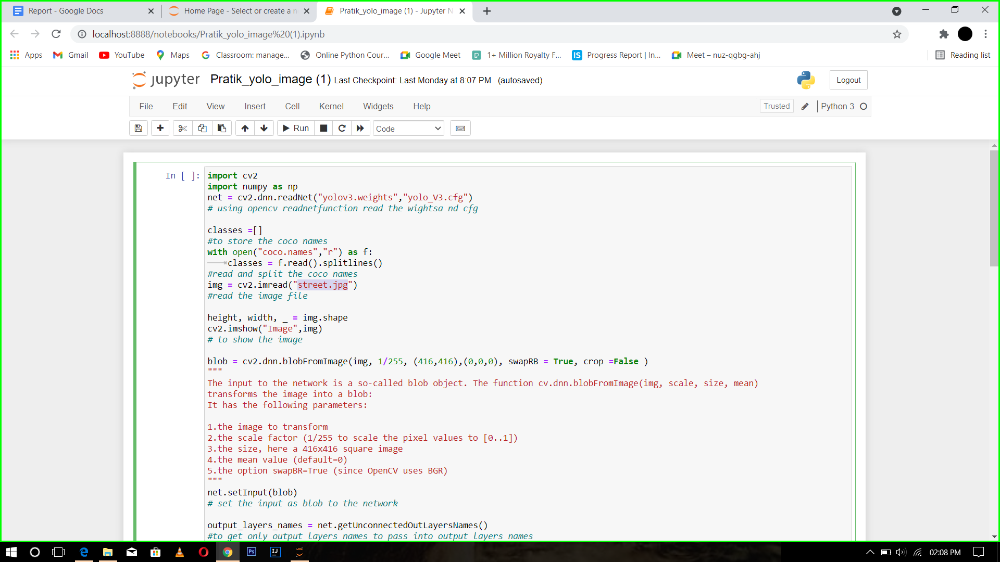 Report - Google Docs
Home Page - Select or create a n
Pratik_yolo_image (1) - Jupyter N
localhost:8888/notebooks/Pratik_yolo_image%20(1).ipynb
Apps
Gmail
YouTube
Maps
Classroom: manage...
Online Python Cour...
Google Meet
1+ Million Royalty F...
IS
Progress Report | In...
Meet – nuz-qgbg-ahj
Reading list
jupyter
Pratik_yolo_image (1) Last Checkpoint: Last Monday at 8:07 PM (autosaved)
Logout
File Edit View Insert Cell Kernel Widgets Help
Trusted
Python 3
Run
Code
In [ ]:
import cv2
import numpy as np
net = cv2.dnn.readNet("yolov3.weights","yolo_V3.cfg")
# using opencv readnetfunction read the wightsa nd cfg
classes =[]
#to store the coco names
with open("coco.names","r") as f:
classes = f.read().splitlines()
#read and split the coco names
img = cv2.imread("street.jpg")
#read the image file
height, width, _ = img.shape
cv2.imshow("Image",img)
# to show the image
blob = cv2.dnn.blobFromImage(img, 1/255, (416,416),(0,0,0), swapRB = True, crop =False )
"""
The input to the network is a so-called blob object. The function cv.dnn.blobFromImage(img, scale, size, mean)
transforms the image into a blob:
It has the following parameters:
1.the image to transform
2.the scale factor (1/255 to scale the pixel values to [0..1])
3.the size, here a 416x416 square image
4.the mean value (default=0)
5.the option swapBR=True (since OpenCV uses BGR)
"""
net.setInput(blob)
# set the input as blob to the network
output_layers_names = net.getUnconnectedOutLayersNames()
#to get only output layers names to pass into output layers names
Ps
IJ
02:08 PM